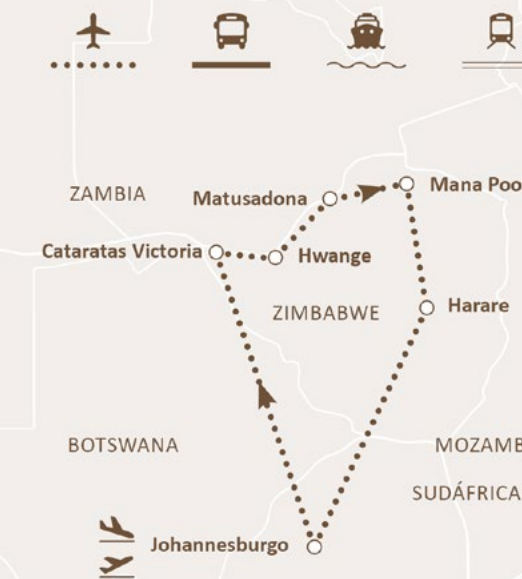 ZAMBIA
Matusadona
Mana Poo
Cataratas Victoria
Hwange
ZIMBABWE
Harare
BOTSWANA
MOZAMB
SUDÁFRICA
Johannesburgo